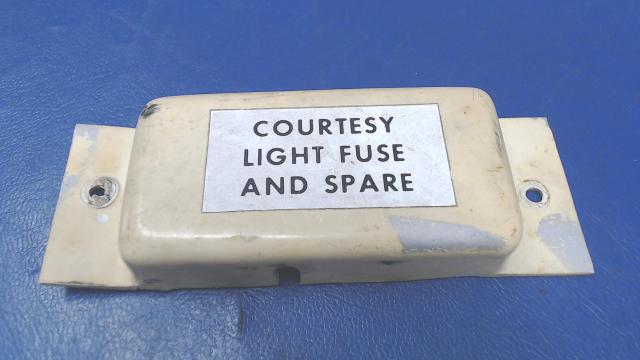 COURTESY
LIGHT FUSE
AND SPARE